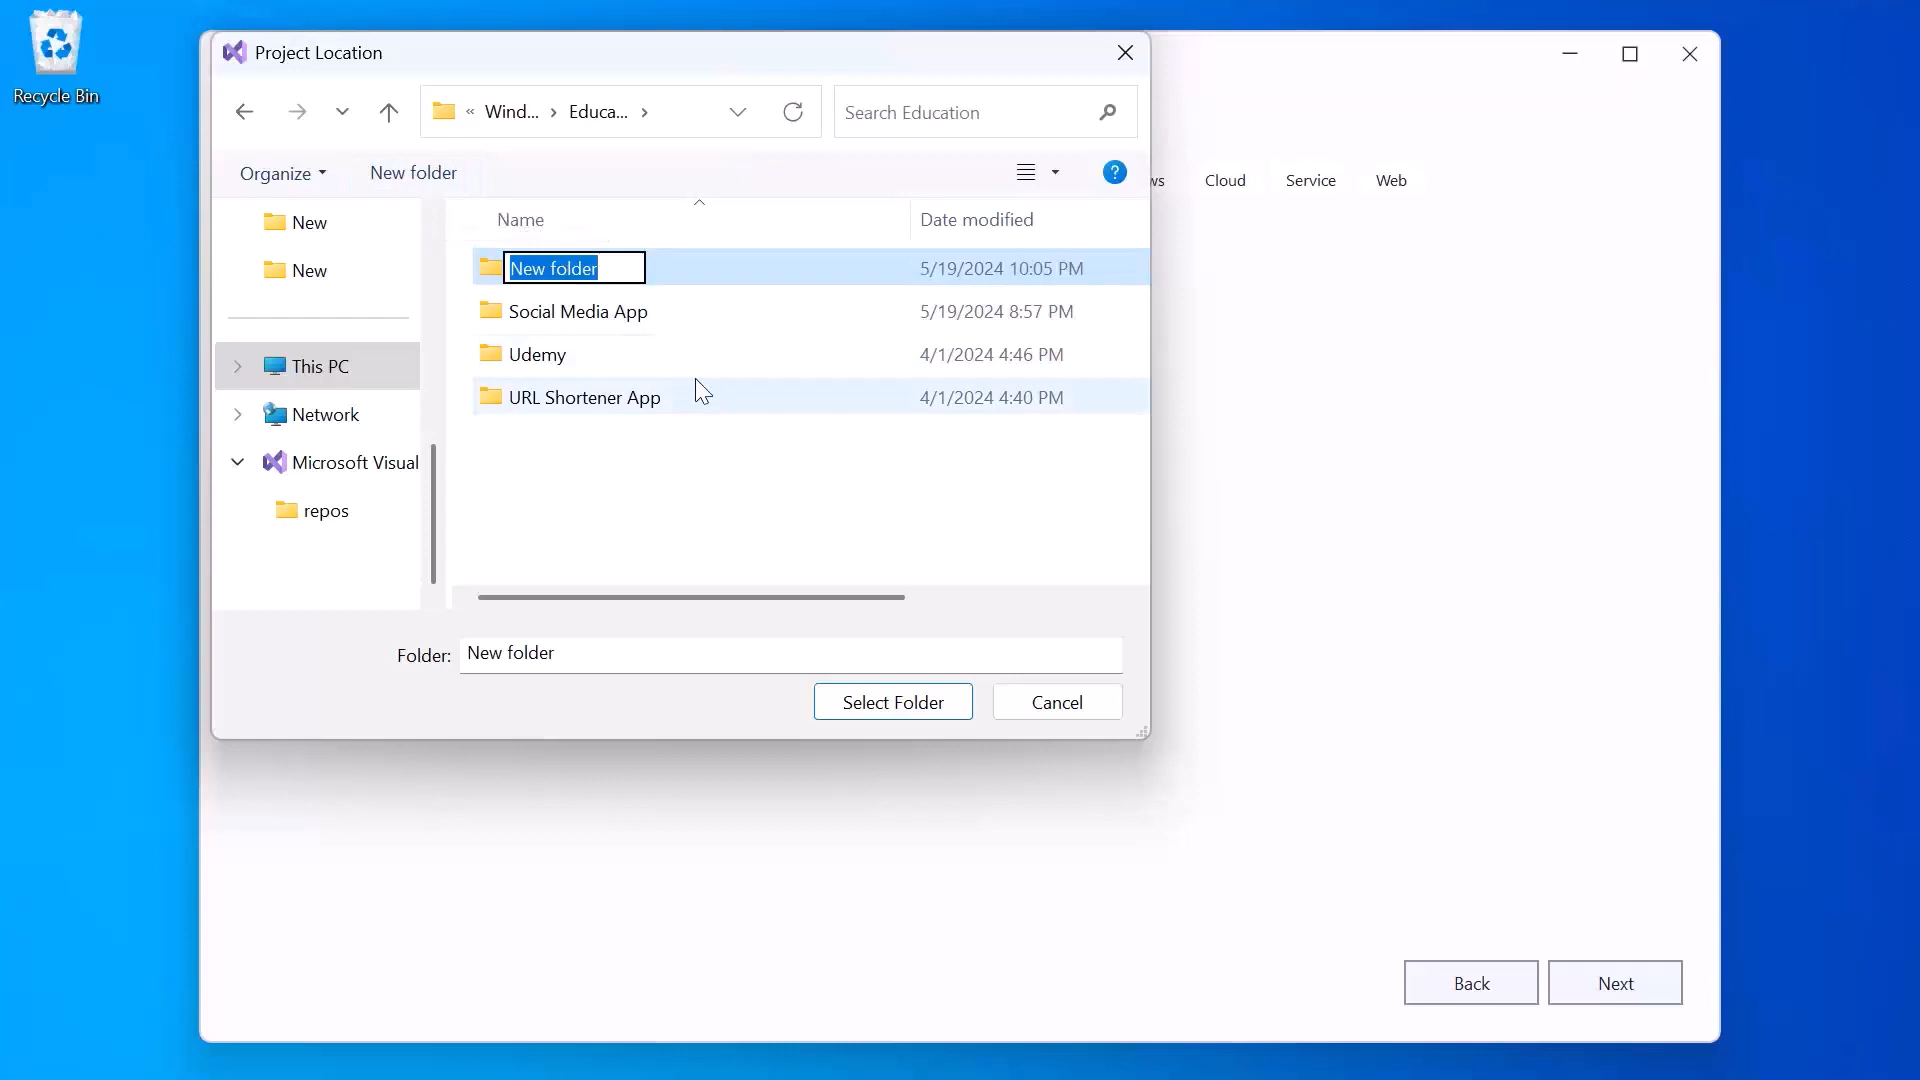 Recycle Bin
Project Location
« Wind... › Educa... ›
Search Education
Organize
New folder
?
ws
Cloud
Service
Web
New
New
This PC
Network
Microsoft Visual
repos
Name
Date modified
New folder
5/19/2024 10:05 PM
Social Media App
5/19/2024 8:57 PM
Udemy
4/1/2024 4:46 PM
URL Shortener App
4/1/2024 4:40 PM
Folder:
New folder
Select Folder
Cancel
Back
Next